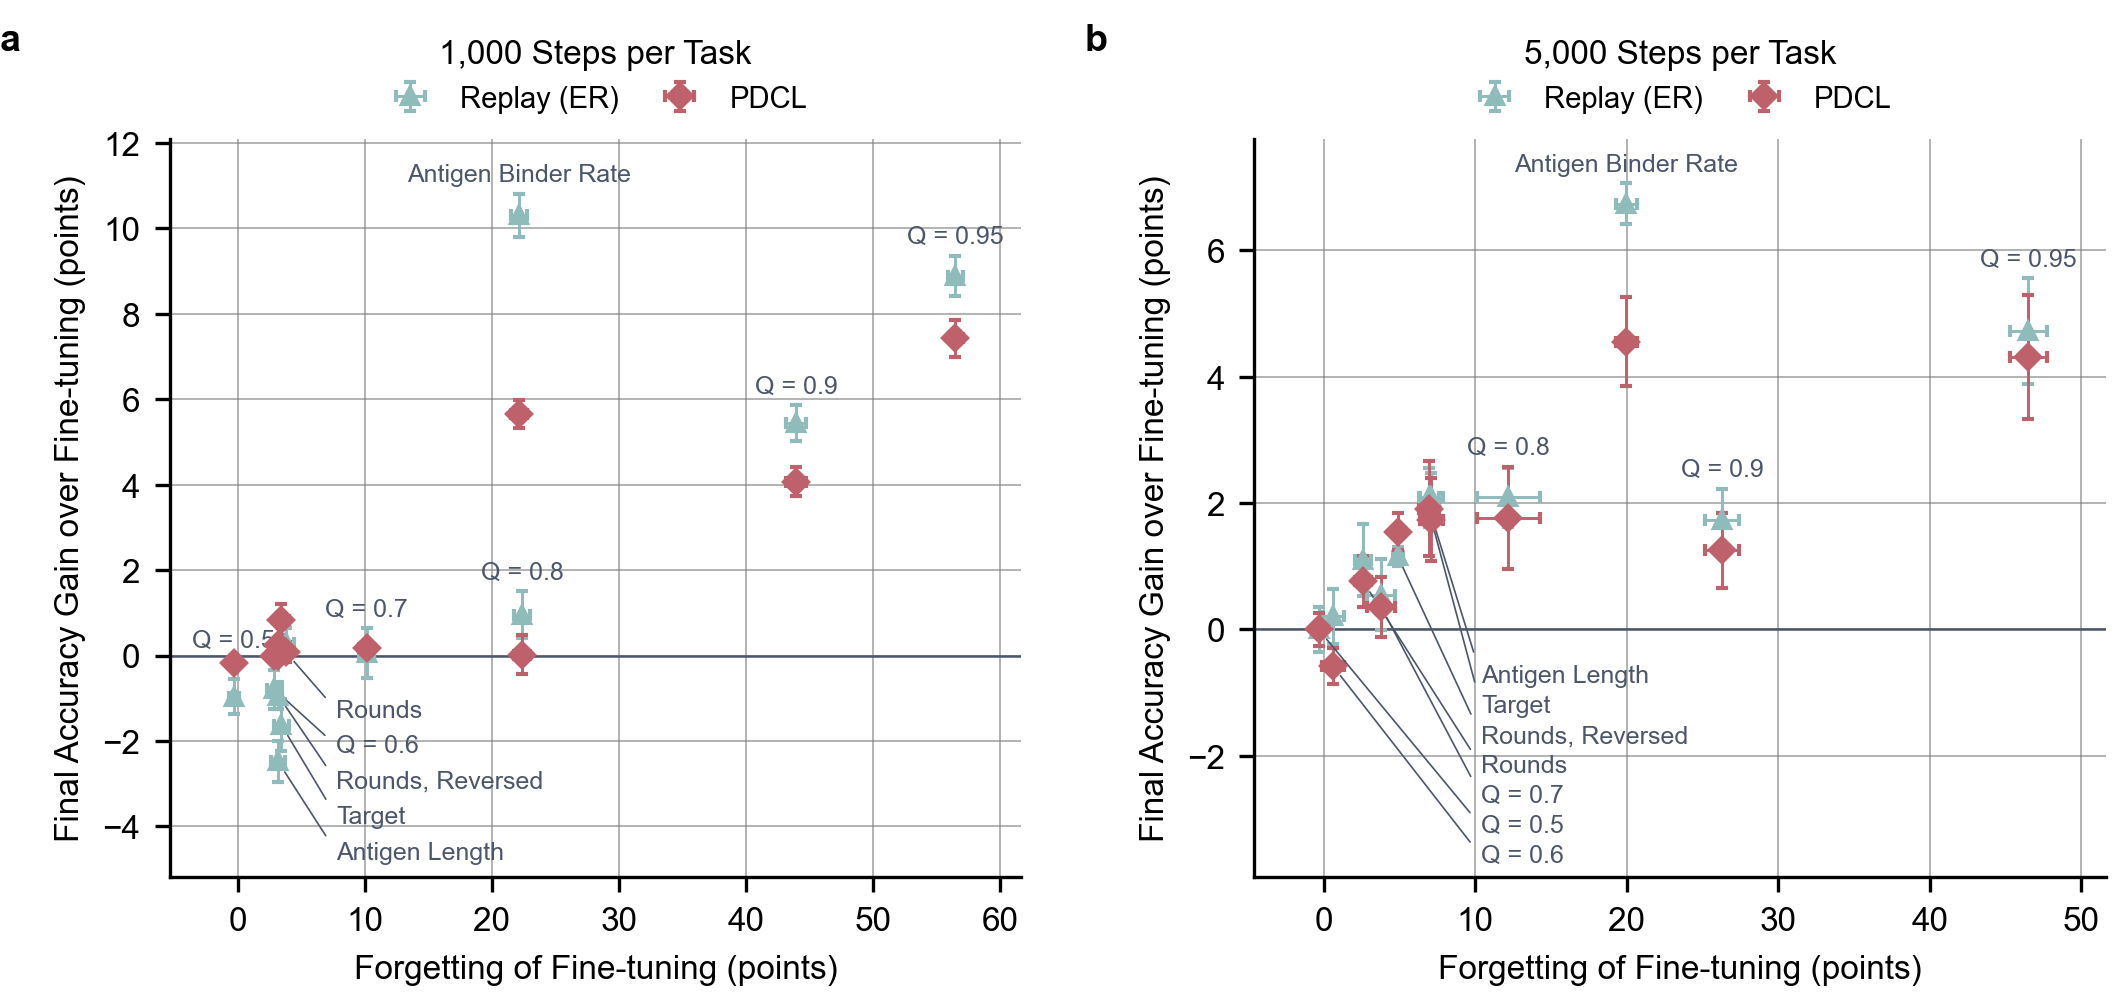 a
1,000 Steps per Task
Replay (ER)
PDCL
Final Accuracy Gain over Fine-tuning (points)
12
10
8
6
4
2
0
−2
−4
Antigen Binder Rate
Q = 0.95
Q = 0.9
Q = 0.8
Q = 0.7
Q = 0.5
Rounds
Q = 0.6
Rounds, Reversed
Target
Antigen Length
0
10
20
30
40
50
60
Forgetting of Fine-tuning (points)
b
5,000 Steps per Task
Replay (ER)
PDCL
Final Accuracy Gain over Fine-tuning (points)
6
4
2
0
−2
Antigen Binder Rate
Q = 0.95
Q = 0.8
Q = 0.9
Antigen Length
Target
Rounds, Reversed
Rounds
Q = 0.7
Q = 0.5
Q = 0.6
0
10
20
30
40
50
Forgetting of Fine-tuning (points)